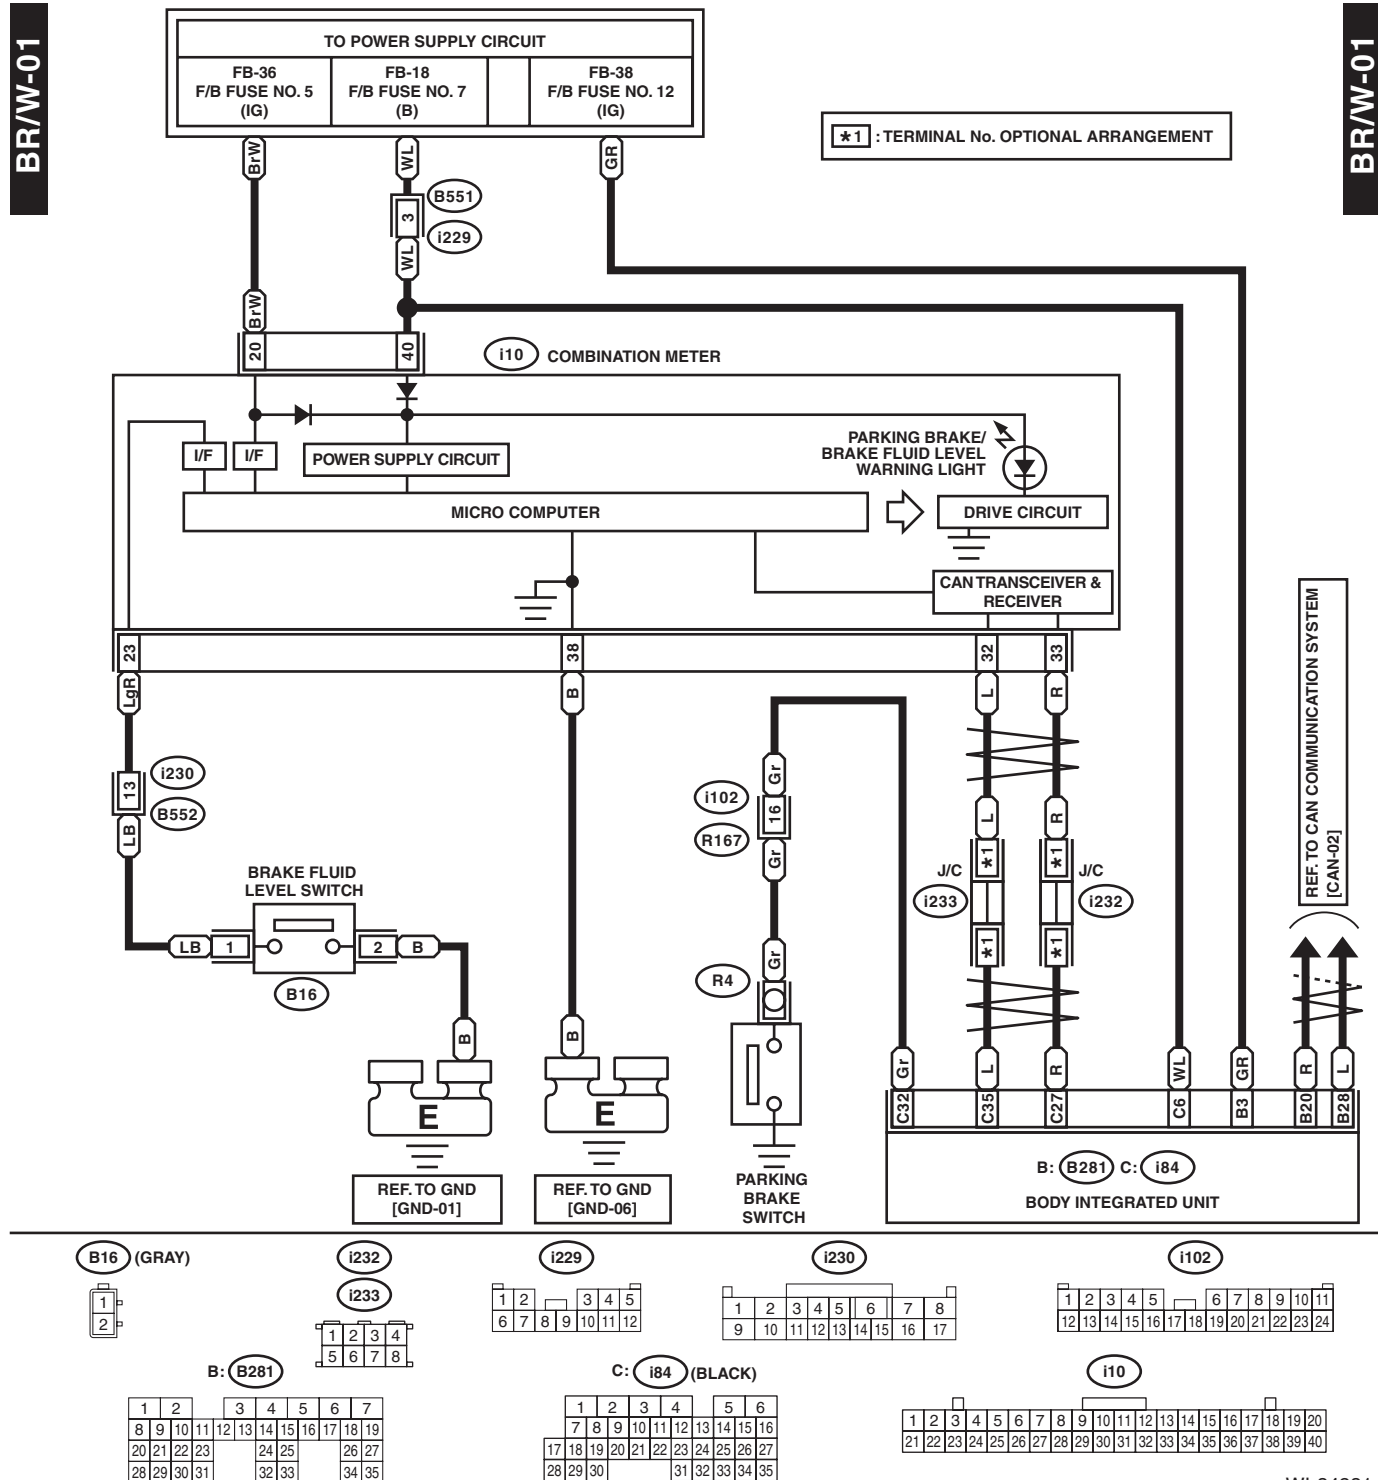 BR/W-01
BR/W-01
TO POWER SUPPLY CIRCUIT
FB-36
F/B FUSE NO. 5
(IG)
FB-18
F/B FUSE NO. 7
(B)
FB-38
F/B FUSE NO. 12
(IG)
*1 : TERMINAL No. OPTIONAL ARRANGEMENT
BrW
WL
GR
B551
3
i229
WL
BrW
20
40
i10 COMBINATION METER
I/F
I/F
POWER SUPPLY CIRCUIT
PARKING BRAKE/
BRAKE FLUID LEVEL
WARNING LIGHT
MICRO COMPUTER
DRIVE CIRCUIT
CAN TRANSCEIVER &
RECEIVER
23
38
32
33
LgR
B
L
R
REF. TO CAN COMMUNICATION SYSTEM
[CAN-02]
13
i230
B552
LB
Gr
i102
16
R167
Gr
L
R
*1
*1
J/C
J/C
i233
i232
*1
*1
BRAKE FLUID
LEVEL SWITCH
LB
1
2
B
B16
Gr
R4
B
B
E
E
REF. TO GND
[GND-01]
REF. TO GND
[GND-06]
PARKING
BRAKE
SWITCH
Gr
L
R
WL
GR
R
L
C32
C35
C27
C6
B3
B20
B28
B: B281 C: i84
BODY INTEGRATED UNIT
B16 (GRAY)
1
2
i232
i233
1 2 3 4
5 6 7 8
i229
1 2 3 4 5
6 7 8 9 10 11 12
i230
1 2 3 4 5 6 7 8
9 10 11 12 13 14 15 16 17
i102
1 2 3 4 5 6 7 8 9 10 11
12 13 14 15 16 17 18 19 20 21 22 23 24
B: B281
1 2 3 4 5 6 7
8 9 10 11 12 13 14 15 16 17 18 19
20 21 22 23 24 25 26 27
28 29 30 31 32 33 34 35
C: i84 (BLACK)
1 2 3 4 5 6
7 8 9 10 11 12 13 14 15 16
17 18 19 20 21 22 23 24 25 26 27
28 29 30 31 32 33 34 35
i10
1 2 3 4 5 6 7 8 9 10 11 12 13 14 15 16 17 18 19 20
21 22 23 24 25 26 27 28 29 30 31 32 33 34 35 36 37 38 39 40